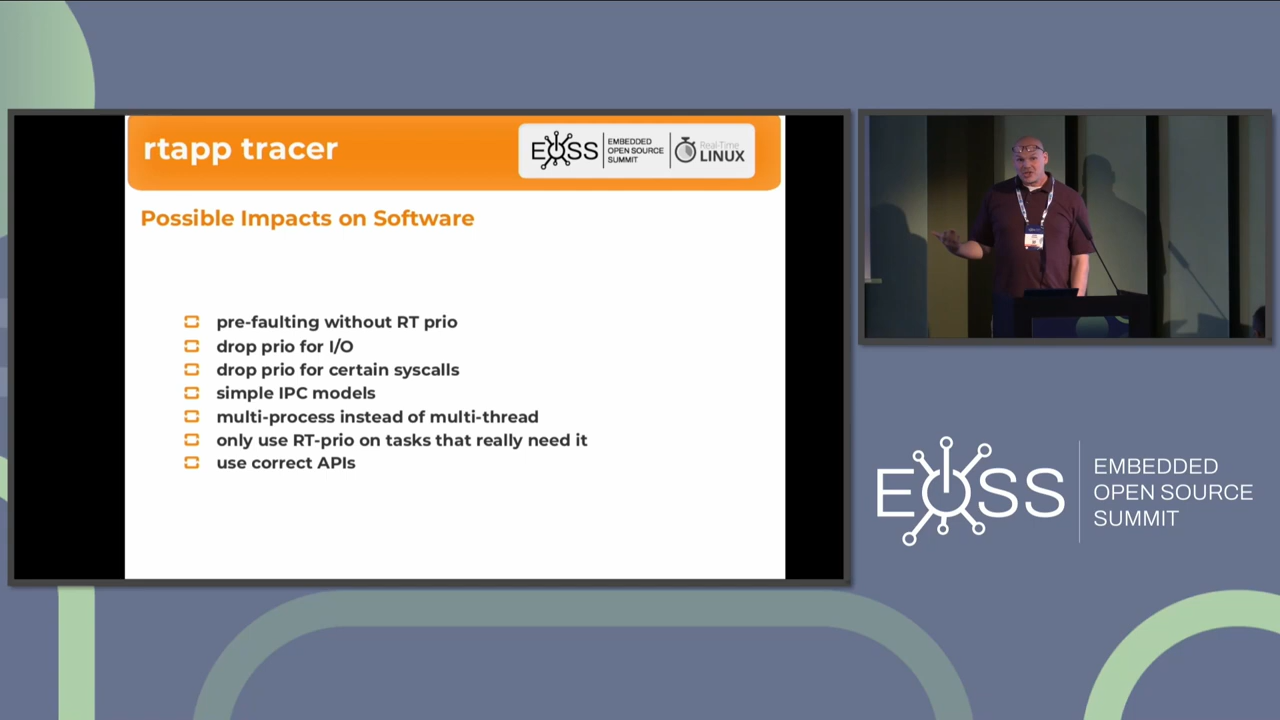 rtapp tracer
EOSS
EMBEDDED
OPEN SOURCE
SUMMIT
Real-Time
LINUX
Possible Impacts on Software
pre-faulting without RT prio
drop prio for I/O
drop prio for certain syscalls
simple IPC models
multi-process instead of multi-thread
only use RT-prio on tasks that really need it
use correct APIs
EOSS
EMBEDDED
OPEN SOURCE
SUMMIT